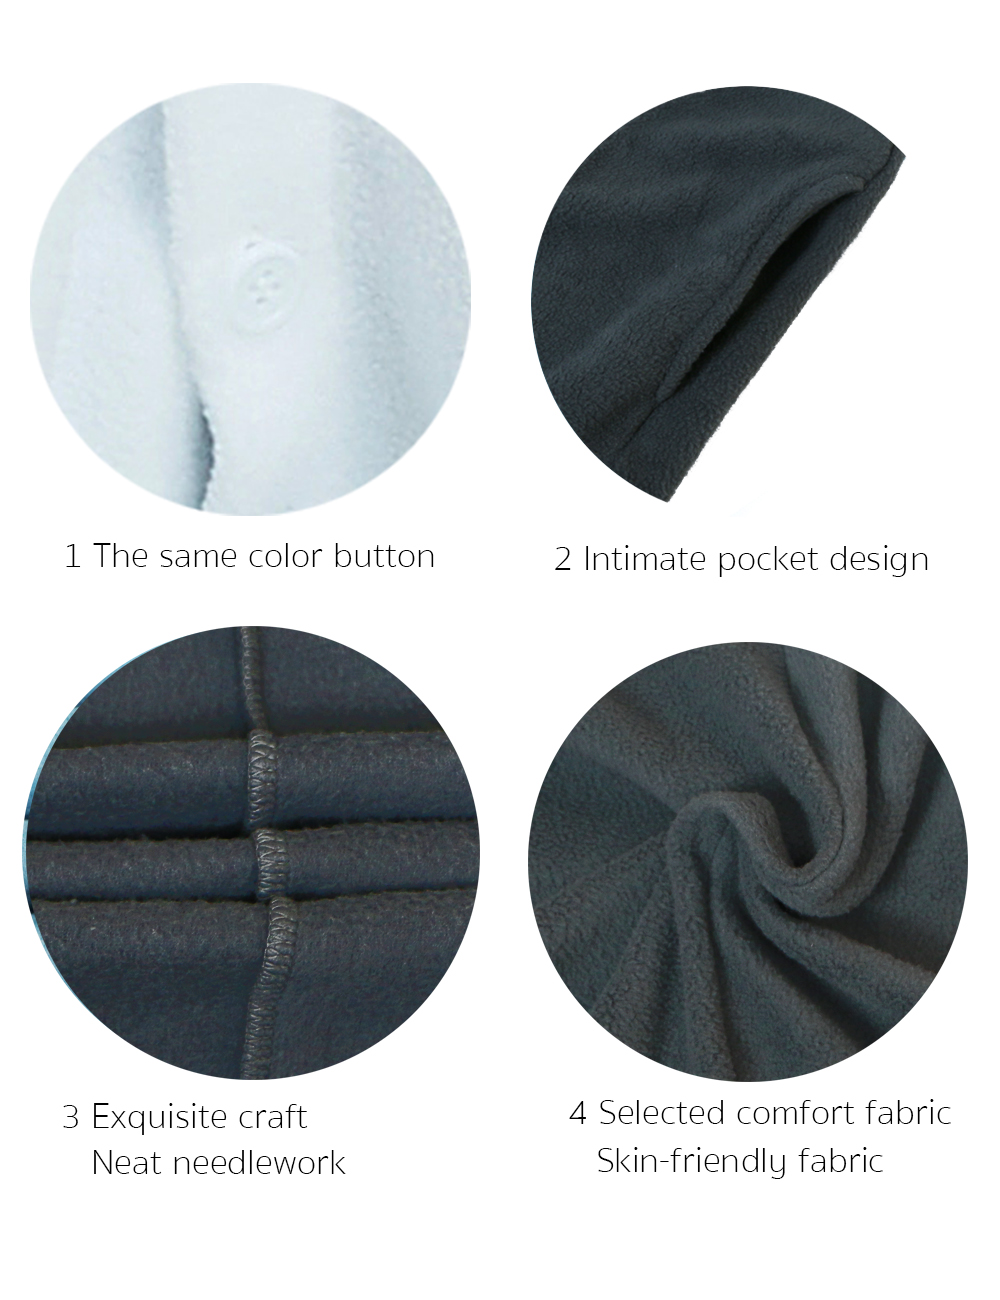 1 The same color button
2 Intimate pocket design
3 Exquisite craft
Neat needlework
4 Selected comfort fabric
Skin-friendly fabric